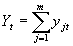 Y_t = \sum_{j=1}^{m} y_{jt}